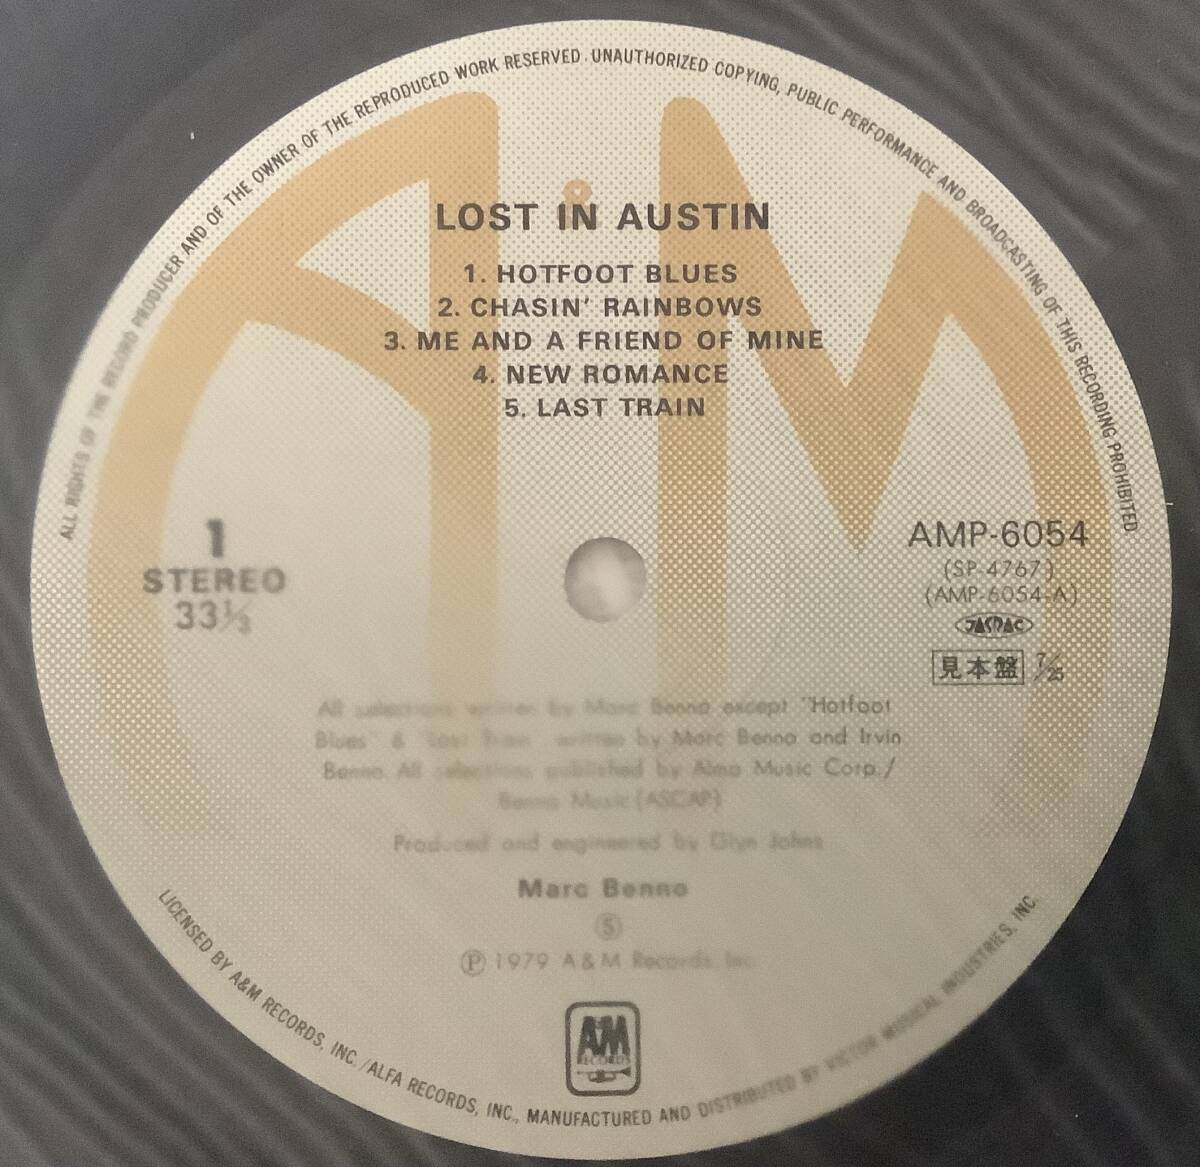 ALL RIGHTS OF THE RECORD PRODUCER AND OF THE OWNER OF THE REPRODUCED WORK RESERVED. UNAUTHORIZED COPYING, PUBLIC PERFORMANCE AND BROADCASTING OF THIS RECORDING PROHIBITED
LOST IN AUSTIN
1. HOTFOOT BLUES
2. CHASIN' RAINBOWS
3. ME AND A FRIEND OF MINE
4. NEW ROMANCE
5. LAST TRAIN
1
STEREO
33⅓
AMP-6054
(SP-4767)
(AMP-6054-A)
JASRAC
見本盤 7/25
All selections written by Marc Benno except "Hotfoot
Blues" & "Last Train" written by Marc Benno and Irvin
Benno. All selections published by Almo Music Corp./
Benno Music (ASCAP)
Produced and engineered by Glyn Johns
Marc Benno
Ⓢ
Ⓟ 1979 A & M Records, Inc.
A&M
RECORDS
LICENSED BY A&M RECORDS, INC./ALFA RECORDS, INC., MANUFACTURED AND DISTRIBUTED BY VICTOR MUSICAL INDUSTRIES, INC.